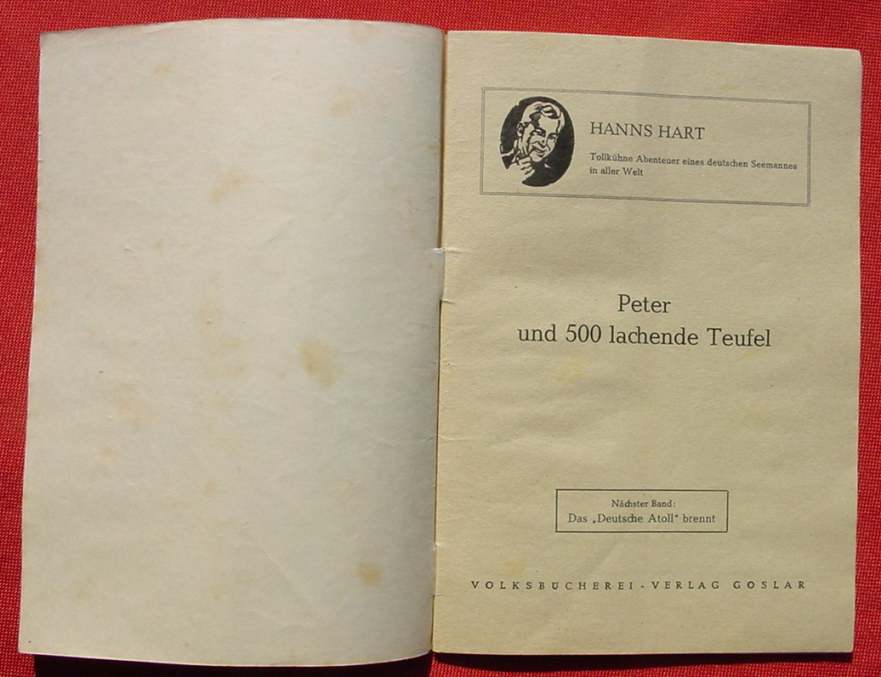 HANNS HART
Tollkühne Abenteuer eines deutschen Seemannes
in aller Welt
Peter
und 500 lachende Teufel
Nächster Band:
Das „Deutsche Atoll“ brennt
VOLKSBÜCHEREI-VERLAG GOSLAR